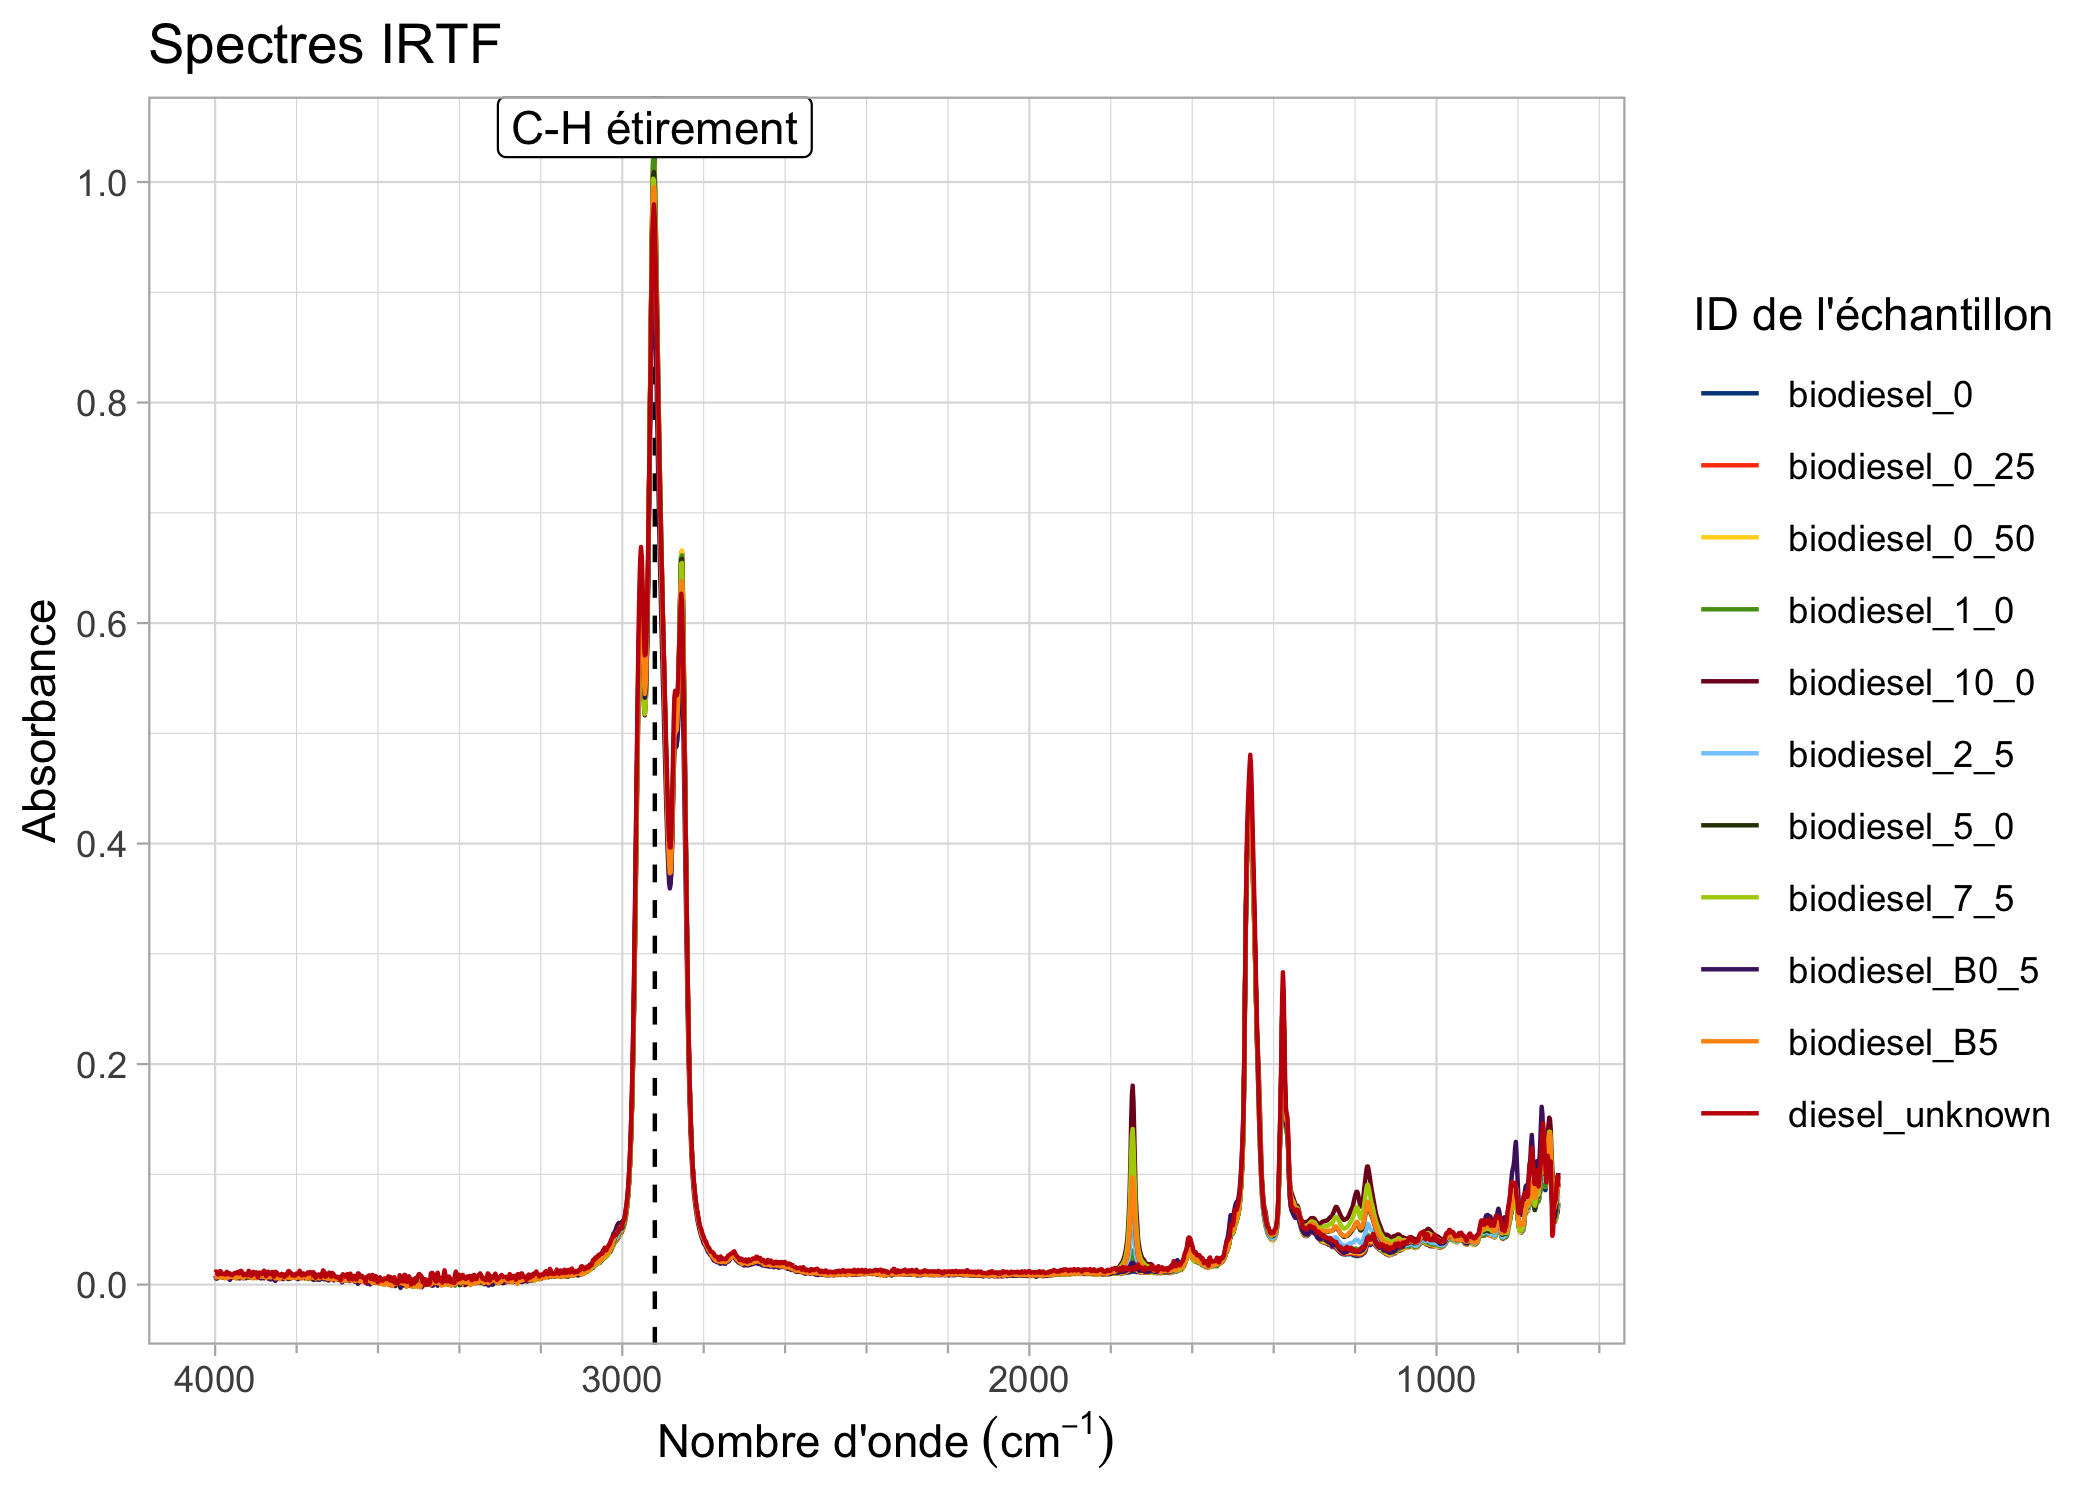 Spectres IRTF
C-H étirement
1.0
0.8
0.6
0.4
0.2
0.0
Absorbance
4000 3000 2000 1000
Nombre d'onde (cm⁻¹)
ID de l'échantillon
biodiesel_0
biodiesel_0_25
biodiesel_0_50
biodiesel_1_0
biodiesel_10_0
biodiesel_2_5
biodiesel_5_0
biodiesel_7_5
biodiesel_B0_5
biodiesel_B5
diesel_unknown